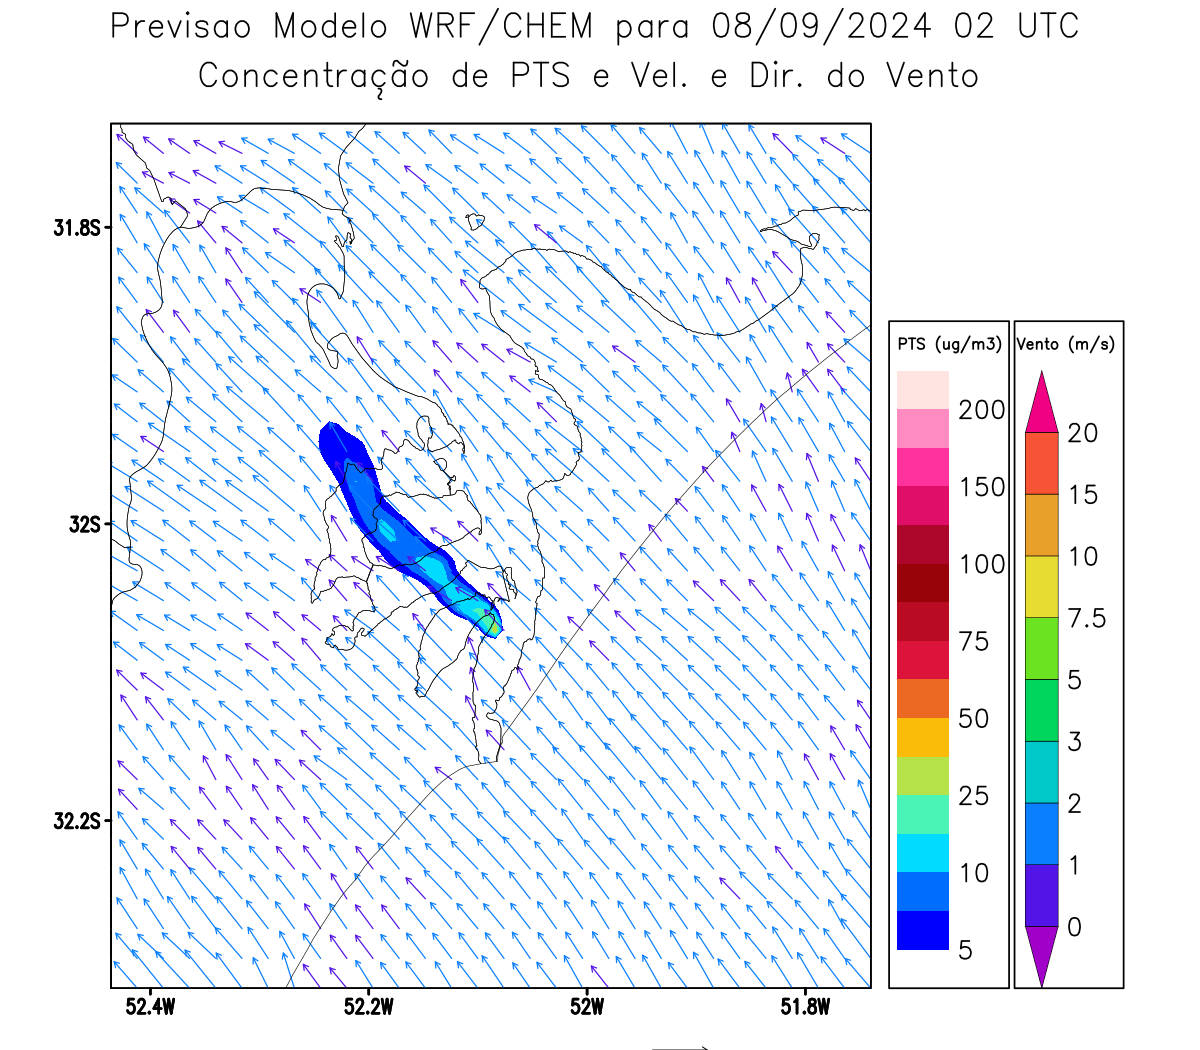 Previsao Modelo WRF/CHEM para 08/09/2024 02 UTC
Concentração de PTS e Vel. e Dir. do Vento
31.8S
32S
32.2S
52.4W
52.2W
52W
51.8W
PTS (ug/m3)
200
150
100
75
50
25
10
5
Vento (m/s)
20
15
10
7.5
5
3
2
1
0